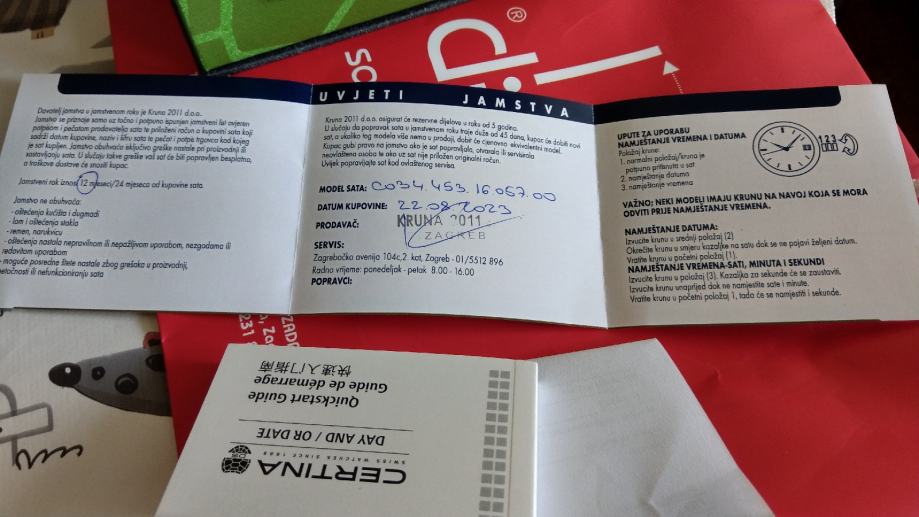 Davatelj jamstva u jamstvenom roku je Kruna 2011 d.o.o.
Jamstvo se priznaje samo uz točno i potpuno ispunjen jamstveni list ovjeren
potpisom i pečatom prodavatelja te priložen račun o kupovini sata koji
sadrži datum kupovine, naziv i šifru sata te pečat i potpis trgovca kod kojeg
je sat kupljen. Jamstvo obuhvaća isključivo greške nastale pri proizvodnji i
sastavljanju sata. U slučaju takve greške vaš sat će biti popravljen besplatno,
a troškove dostave će snositi kupac.
Jamstveni rok iznosi 12 mjeseci/24 mjeseca od kupovine sata.
Jamstvo ne obuhvaća:
- oštećenja kućišta i dugmadi
- lom i oštećenja stakla
- remen, narukvicu
- oštećenja nastala nepravilnom ili nepažljivom uporabom, nezgodama ili
redovitom uporabom
- moguće posredne štete nastale zbog grešaka u proizvodnji,
netočnosti ili nefunkcioniranju sata
UVJETI JAMSTVA
Kruna 2011 d.o.o. osigurat će rezervne dijelove u roku od 5 godina.
U slučaju da popravak sata u jamstvenom roku traje duže od 45 dana, kupac će dobiti novi
sat, a ukoliko tog modela više nema u prodaji, dobit će cjenovno ekvivalentni model.
Kupac gubi pravo na jamstvo ako je sat popravljala, otvarala ili servisirala
neovlaštena osoba te ako uz sat nije priložen originalni račun.
Uvijek popravljajte sat kod ovlaštenog servisa.
MODEL SATA: C034.453.16.057.00
DATUM KUPOVINE: 22.08.2023
PRODAVAČ: KRUNA 2011
ZAGREB
SERVIS:
Zagrebačka avenija 104c,2. kat, Zagreb - 01/5512 896
Radno vrijeme: ponedeljak - petak 8.00 - 16.00
POPRAVCI:
UPUTE ZA UPORABU
NAMJEŠTANJE VREMENA I DATUMA
Položaj krune:
1. normalni položaj/kruna je
potpuno pritisnuta u sat
2. namještanje datuma
3. namještanje vremena
1 2 3
VAŽNO; NEKI MODELI IMAJU KRUNU NA NAVOJ KOJA SE MORA
ODVITI PRIJE NAMJEŠTANJA VREMENA.
NAMJEŠTANJE DATUMA:
Izvucite krunu u srednji položaj (2)
Okrećite krunu u smjeru kazaljke na satu dok se ne pojavi željeni datum.
Vratite krunu u početni položaj (1).
NAMJEŠTANJE VREMENA-SATI, MINUTA I SEKUNDI
Izvucite krunu u položaj (3). Kazaljka za sekunde će se zaustaviti.
Izvucite krunu unaprijed dok ne namjestite sate i minute.
Vratite krunu u početni položaj 1, tada će se namjestiti i sekunde.
CERTINA
SWISS WATCHES SINCE 1888
DAY AND / OR DATE
Quickstart Guide
Guide de démarrage
快速入门指南